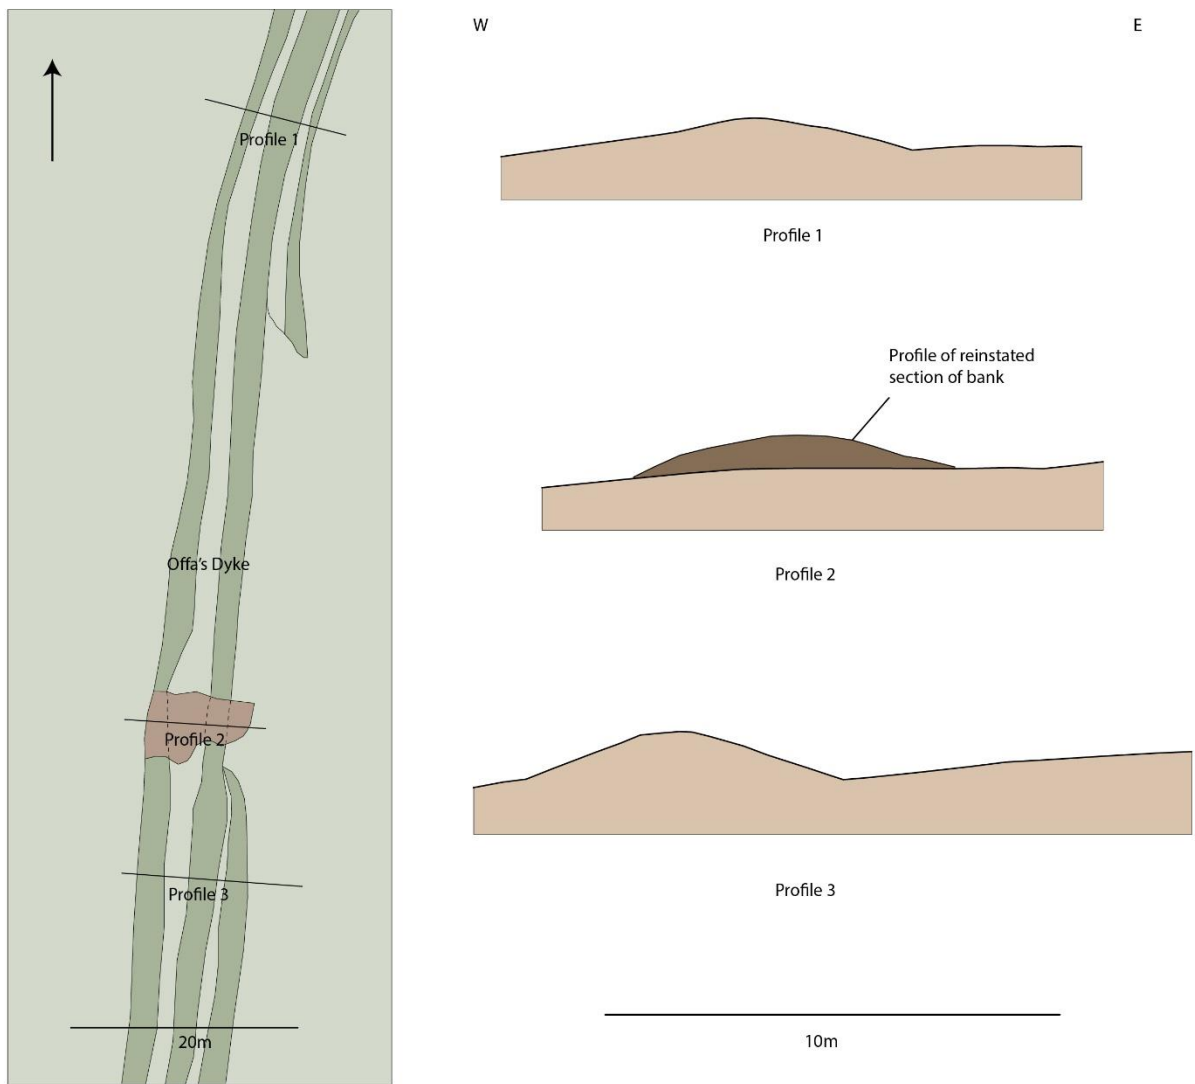 W
E
Profile 1
Profile 1
Profile of reinstated
section of bank
Offa's Dyke
Profile 2
Profile 2
Profile 3
Profile 3
20m
10m